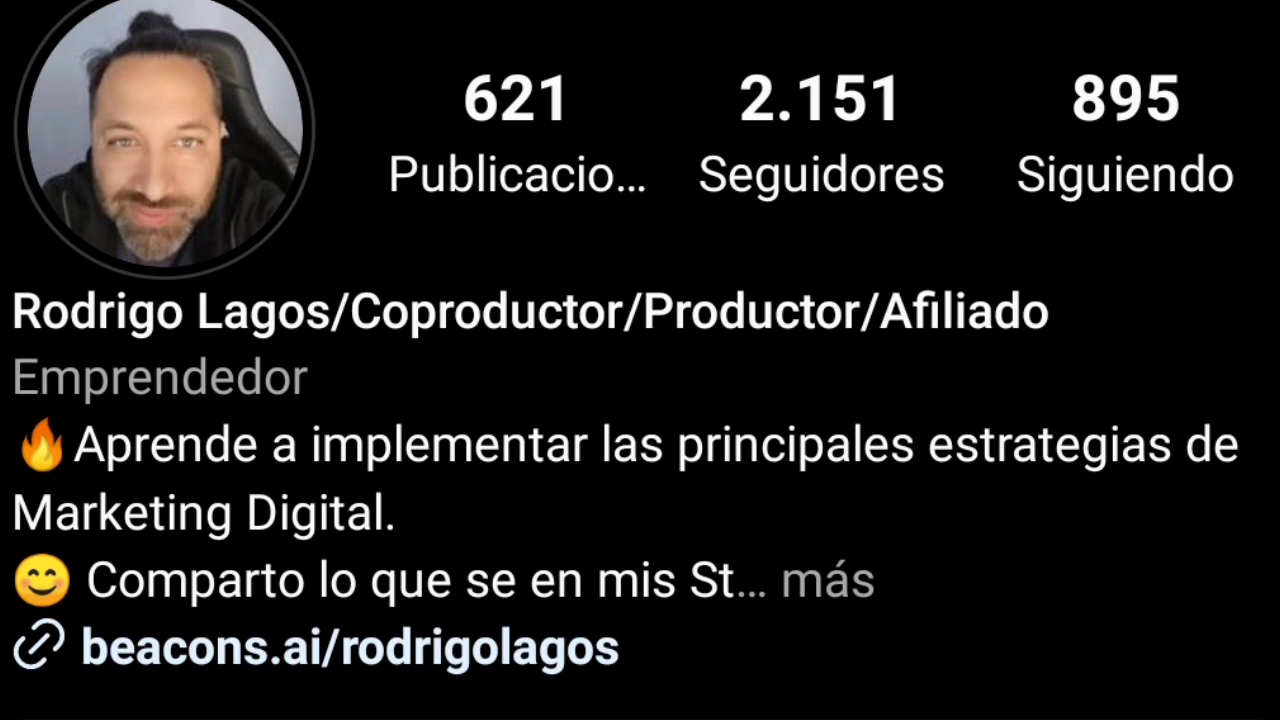 621 2.151 895
Publicacio... Seguidores Siguiendo
Rodrigo Lagos/Coproductor/Productor/Afiliado
Emprendedor
🔥Aprende a implementar las principales estrategias de
Marketing Digital.
😊 Comparto lo que se en mis St... más
beacons.ai/rodrigolagos